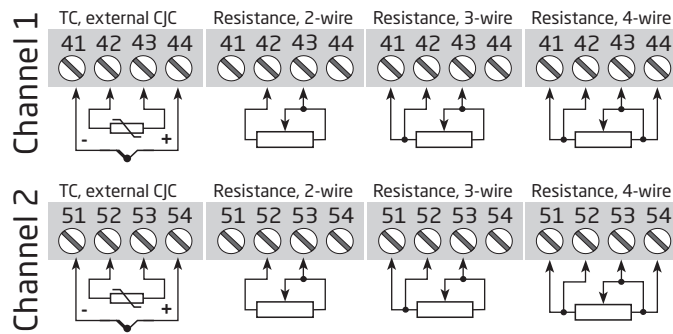 Channel 1
TC, external CJC Resistance, 2-wire Resistance, 3-wire Resistance, 4-wire
41 42 43 44 41 42 43 44 41 42 43 44 41 42 43 44
- +
Channel 2
TC, external CJC Resistance, 2-wire Resistance, 3-wire Resistance, 4-wire
51 52 53 54 51 52 53 54 51 52 53 54 51 52 53 54
- +